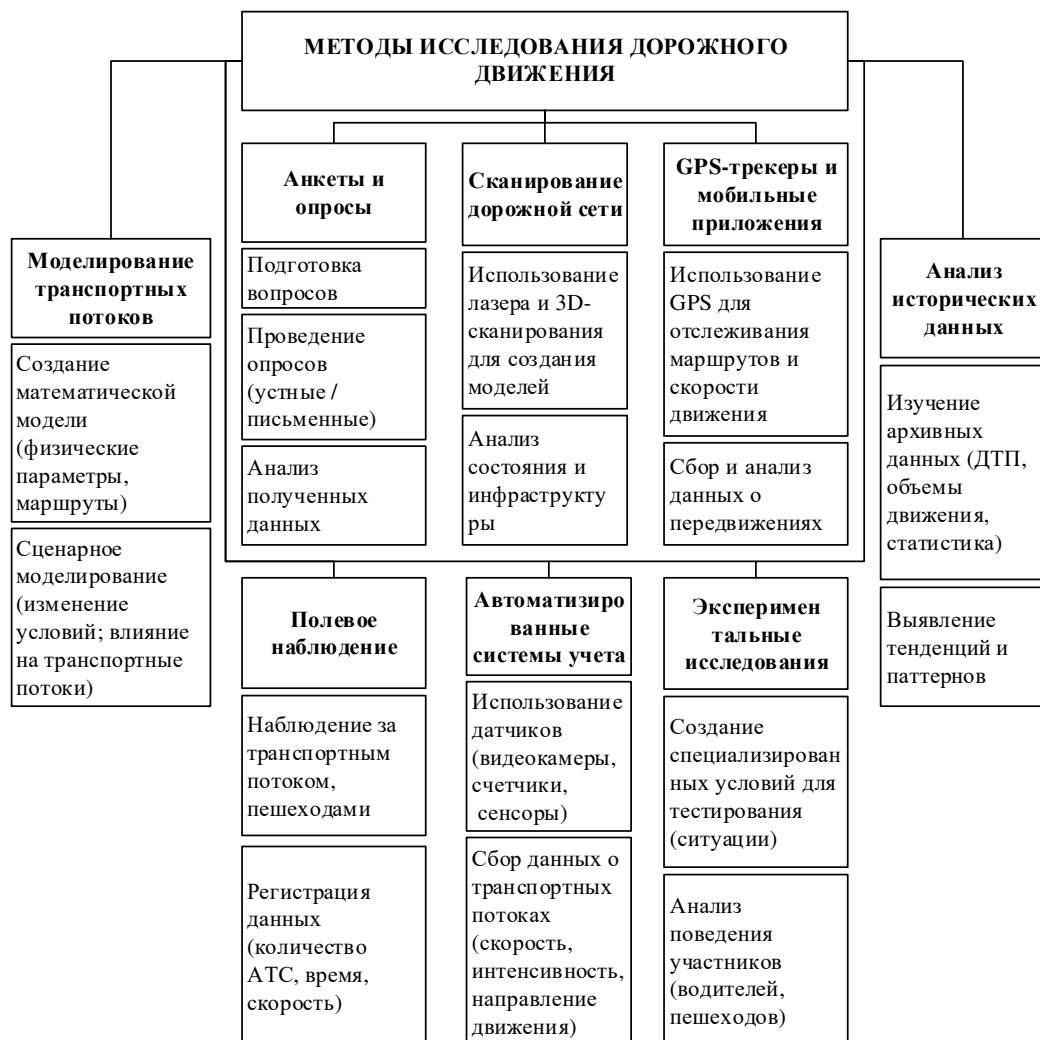 МЕТОДЫ ИССЛЕДОВАНИЯ ДОРОЖНОГО
ДВИЖЕНИЯ
Анкеты и
опросы
Подготовка
вопросов
Проведение
опросов
(устные /
письменные)
Анализ
полученных
данных
Сканирование
дорожной сети
Использование
лазера и 3D-
сканирования
для создания
моделей
Анализ
состояния и
инфраструкту
ры
GPS-трекеры и
мобильные
приложения
Использование
GPS для
отслеживания
маршрутов и
скорости
движения
Сбор и анализ
данных о
передвижениях
Моделирование
транспортных
потоков
Создание
математической
модели
(физические
параметры,
маршруты)
Сценарное
моделирование
(изменение
условий; влияние
на транспортные
потоки)
Анализ
исторических
данных
Изучение
архивных
данных (ДТП,
объемы
движения,
статистика)
Выявление
тенденций и
паттернов
Полевое
наблюдение
Наблюдение за
транспортным
потоком,
пешеходами
Регистрация
данных
(количество
АТС, время,
скорость)
Автоматизиро
ванные
системы учета
Использование
датчиков
(видеокамеры,
счетчики,
сенсоры)
Сбор данных о
транспортных
потоках
(скорость,
интенсивность,
направление
движения)
Эксперимен
тальные
исследования
Создание
специализирован
ных условий для
тестирования
(ситуации)
Анализ
поведения
участников
(водителей,
пешеходов)